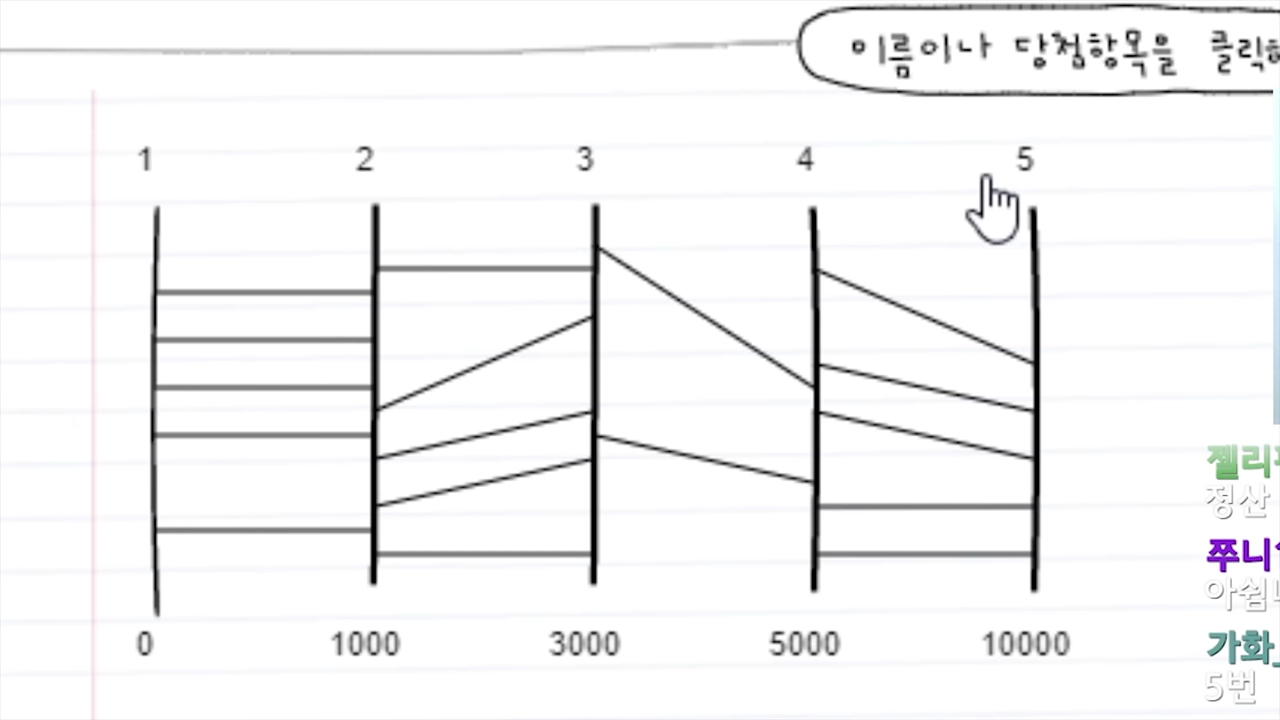 이름이나 당첨항목을 클릭
1 2 3 4 5
0 1000 3000 5000 10000
젤리
정산
쭈니
아쉽
가화_
5번